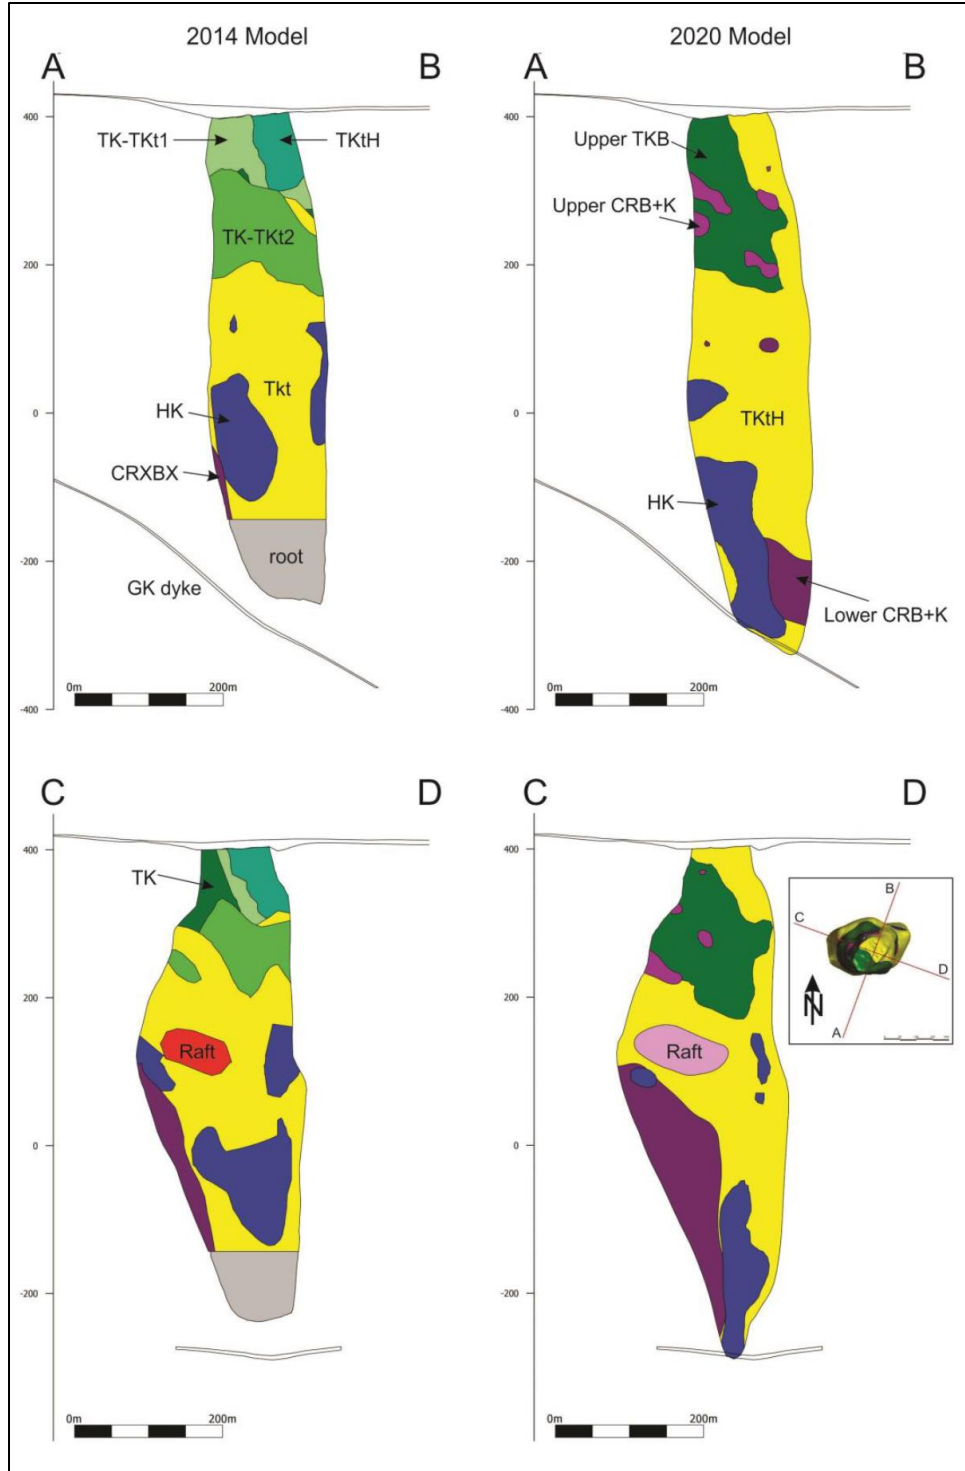 2014 Model
2020 Model
A
B
A
B
400
200
0
-200
-400
TK-TKt1
TKtH
TK-TKt2
Tkt
HK
CRXBX
root
GK dyke
0m
200m
400
200
0
-200
-400
Upper TKB
Upper CRB+K
TKtH
HK
Lower CRB+K
0m
200m
C
D
C
D
400
200
0
-200
TK
Raft
0m
200m
400
200
0
-200
Raft
0m
200m
B
C
D
N
A